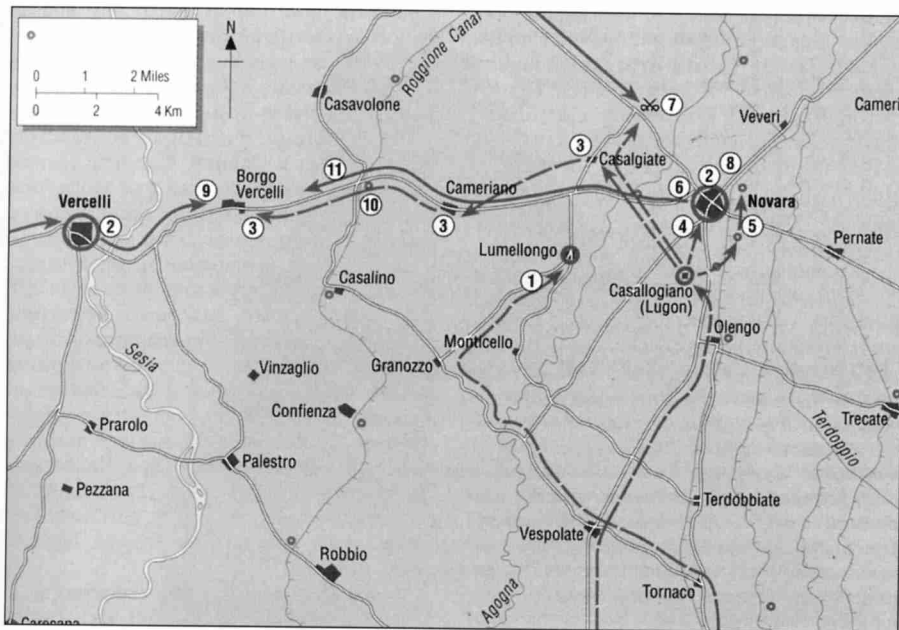 0 1 2 Miles
0 2 4 Km
N
Roggione Canal
Casavolone
7
Veveri
Cameri
3
Casalgiate
8
2
6
Novara
11
9
Borgo
Vercelli
Cameriano
10
3
3
Vercelli
2
4
5
Pernate
Lumellongo
1
Casallogiano
(Lugon)
Casalino
Olengo
Monticello
Granozzo
Sesia
Vinzaglio
Confienza
Trecate
Terdoppio
Prarolo
Palestro
Pezzana
Terdobbiate
Vespolate
Robbio
Agogna
Tornaco
Caresana